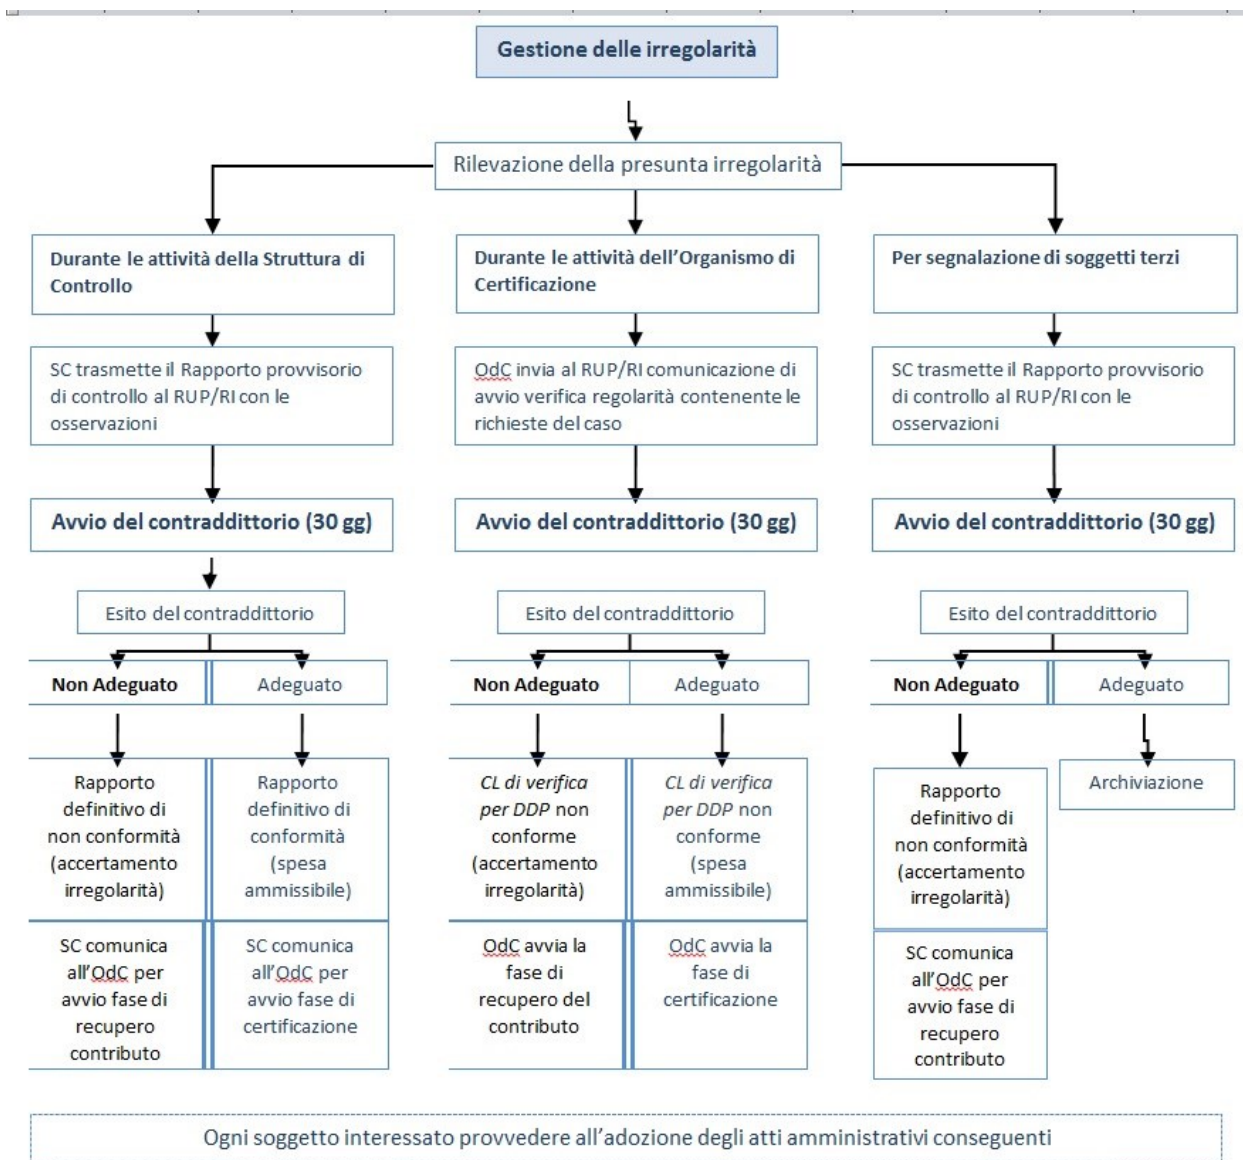 Gestione delle irregolarità
Rilevazione della presunta irregolarità
Durante le attività della Struttura di
Controllo
SC trasmette il Rapporto provvisorio
di controllo al RUP/RI con le
osservazioni
Avvio del contraddittorio (30 gg)
Esito del contraddittorio
Non Adeguato
Adeguato
Rapporto
definitivo di
non conformità
(accertamento
irregolarità)
Rapporto
definitivo di
conformità
(spesa
ammissibile)
SC comunica
all'OdC per
avvio fase di
recupero
contributo
SC comunica
all'OdC per
avvio fase di
certificazione
Durante le attività dell'Organismo di
Certificazione
OdC invia al RUP/RI comunicazione di
avvio verifica regolarità contenente le
richieste del caso
Avvio del contraddittorio (30 gg)
Esito del contraddittorio
Non Adeguato
Adeguato
CL di verifica
per DDP non
conforme
(accertamento
irregolarità)
CL di verifica
per DDP non
conforme
(spesa
ammissibile)
OdC avvia la
fase di
recupero del
contributo
OdC avvia la
fase di
certificazione
Per segnalazione di soggetti terzi
SC trasmette il Rapporto provvisorio
di controllo al RUP/RI con le
osservazioni
Avvio del contraddittorio (30 gg)
Esito del contraddittorio
Non Adeguato
Adeguato
Rapporto
definitivo di
non conformità
(accertamento
irregolarità)
Archiviazione
SC comunica
all'OdC per
avvio fase di
recupero
contributo
Ogni soggetto interessato provvedere all'adozione degli atti amministrativi conseguenti